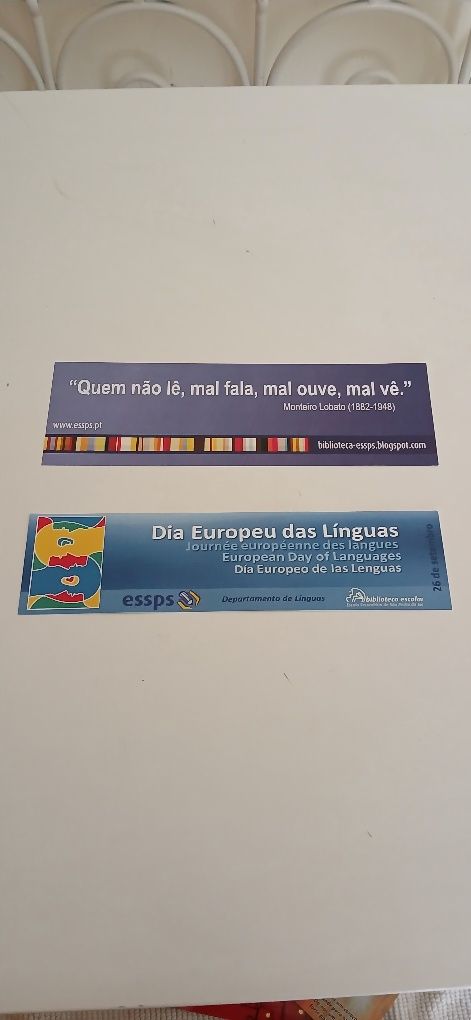 “Quem não lê, mal fala, mal ouve, mal vê.”
Monteiro Lobato (1882-1948)
www.essps.pt
biblioteca-essps.blogspot.com
Dia Europeu das Línguas
Journée européenne des langues
European Day of Languages
Dia Europeo de las Lenguas
26 de setembro
essps
Departamento de Línguas
biblioteca escolar